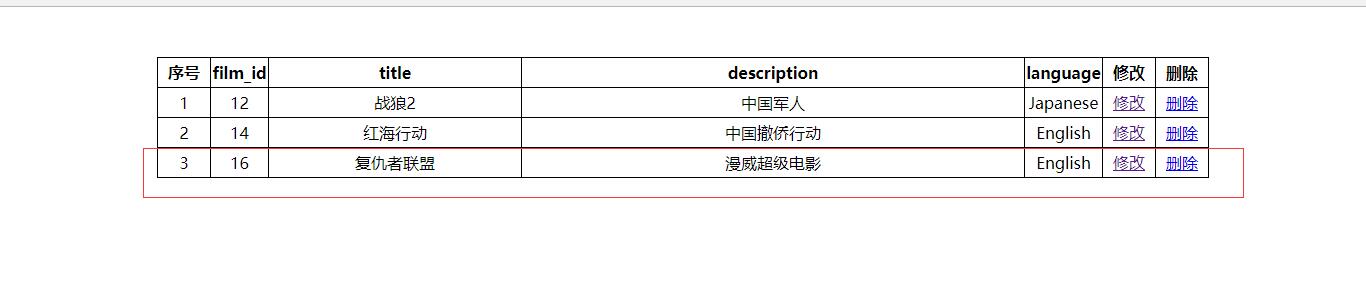 序号 film_id title description language 修改 删除
1 12 战狼2 中国军人 Japanese 修改 删除
2 14 红海行动 中国撤侨行动 English 修改 删除
3 16 复仇者联盟 漫威超级电影 English 修改 删除